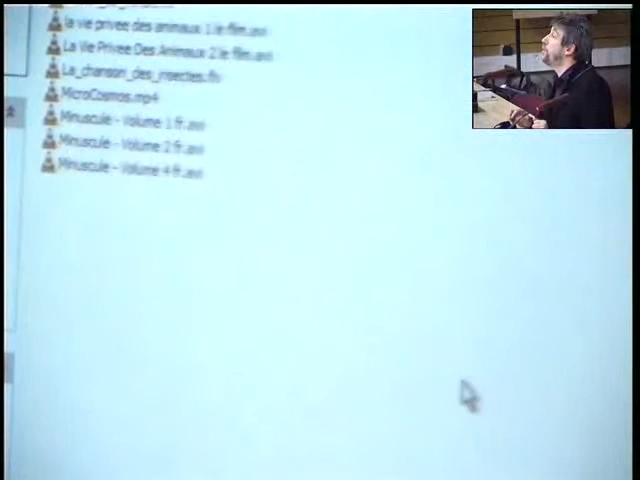 la vie privee des animaux 1 le film.avi
La Vie Privee Des Animaux 2 le film.avi
La_chanson_des_insectes.flv
MicroCosmos.mp4
Minuscule - Volume 1 fr.avi
Minuscule - Volume 2 fr.avi
Minuscule - Volume 4 fr.avi